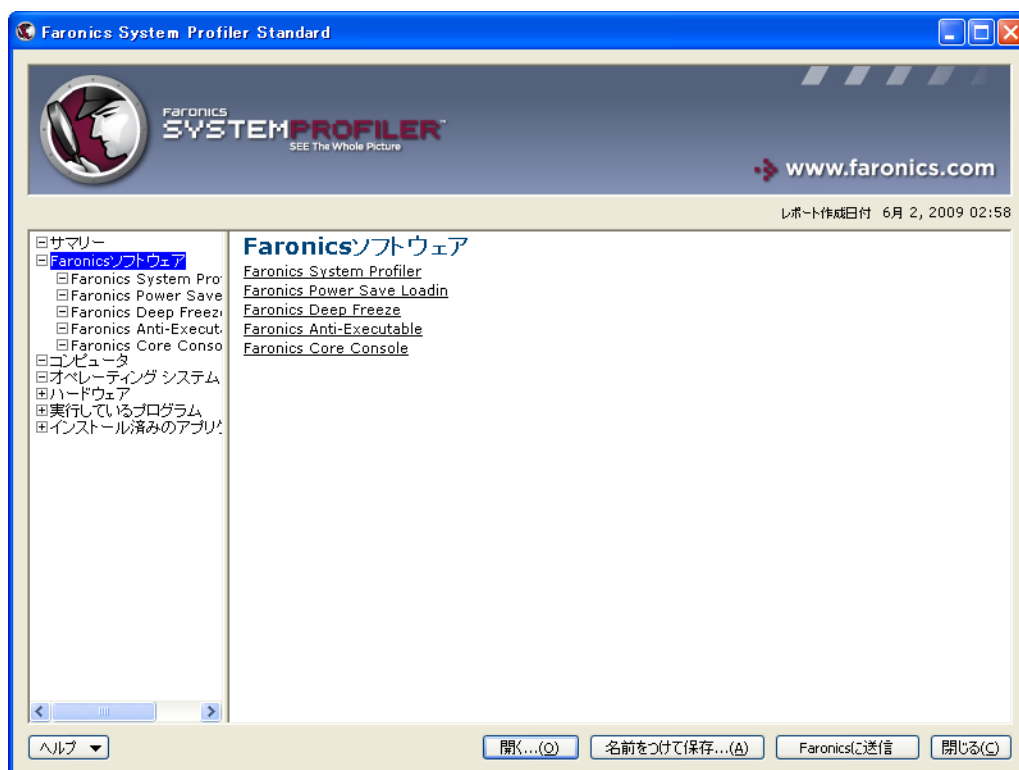 Faronics System Profiler Standard
Faronics
SYSTEMPROFILER™
SEE The Whole Picture
www.faronics.com
レポート作成日付 6月 2, 2009 02:58
サマリー
Faronicsソフトウェア
Faronics System Pro
Faronics Power Save
Faronics Deep Freez
Faronics Anti-Execut
Faronics Core Conso
コンピュータ
オペレーティング システム
ハードウェア
実行しているプログラム
インストール済みのアプリケ
Faronicsソフトウェア
Faronics System Profiler
Faronics Power Save Loadin
Faronics Deep Freeze
Faronics Anti-Executable
Faronics Core Console
ヘルプ
開く...(O)
名前をつけて保存...(A)
Faronicsに送信
閉じる(C)